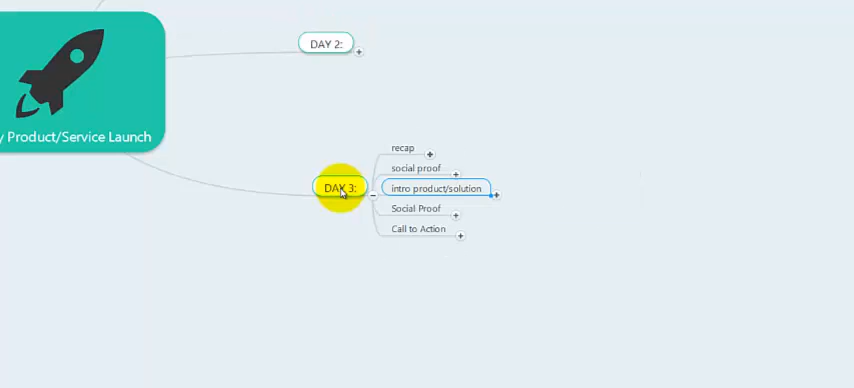 DAY 2:
y Product/Service Launch
recap
social proof
DAY 3:
intro product/solution
Social Proof
Call to Action